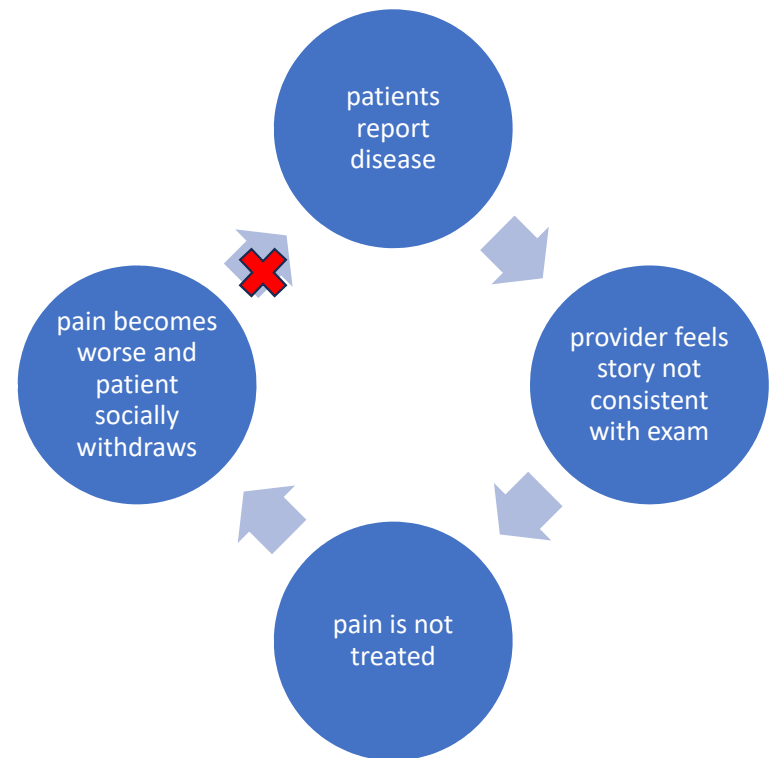 patients
report
disease
provider feels
story not
consistent
with exam
pain is not
treated
pain becomes
worse and
patient
socially
withdraws